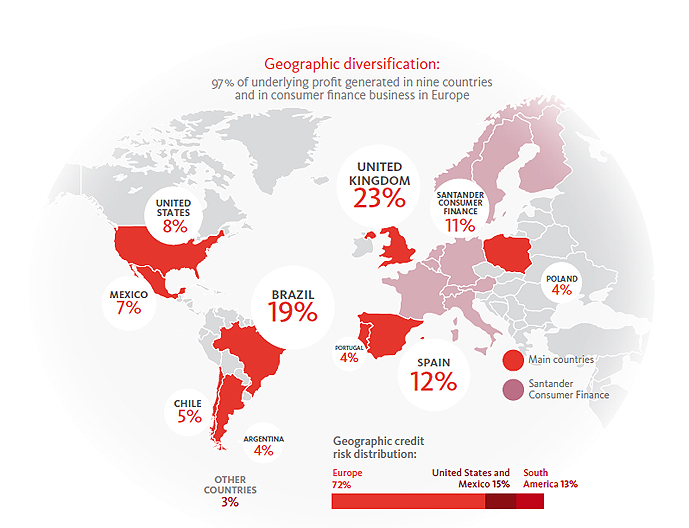 Geographic diversification:
97% of underlying profit generated in nine countries
and in consumer finance business in Europe
UNITED
KINGDOM
23%
SANTANDER
CONSUMER
FINANCE
11%
UNITED
STATES
8%
POLAND
4%
MEXICO
7%
BRAZIL
19%
PORTUGAL
4%
SPAIN
12%
Main countries
Santander
Consumer Finance
CHILE
5%
ARGENTINA
4%
OTHER
COUNTRIES
3%
Geographic credit
risk distribution:
Europe
72%
United States and
Mexico 15%
South
America 13%